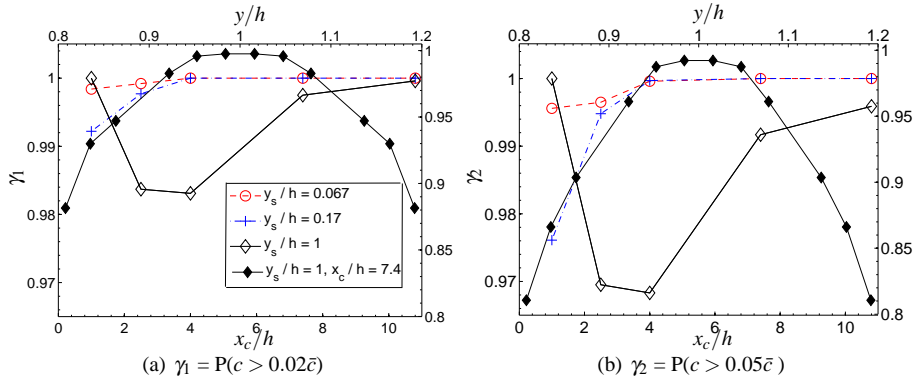 y/h
0.8 0.9 1 1.1 1.2
1
0.99
0.98
0.97
γ1
1
0.95
0.9
0.85
0.8
y_s / h = 0.067
y_s / h = 0.17
y_s / h = 1
y_s / h = 1, x_c / h = 7.4
0 2 4 6 8 10
x_c/h
(a) γ1 = P(c > 0.02c̄)
y/h
0.8 0.9 1 1.1 1.2
1
0.99
0.98
0.97
γ2
1
0.95
0.9
0.85
0.8
0 2 4 6 8 10
x_c/h
(b) γ2 = P(c > 0.05c̄ )